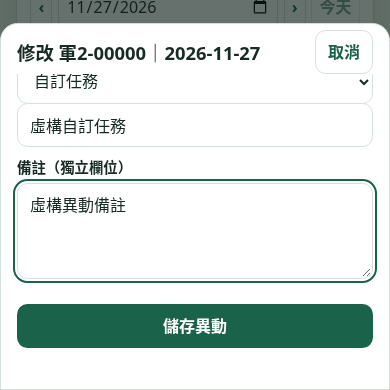 ‹ 11/27/2026 › 今天
修改 軍2-00000｜2026-11-27 取消
自訂任務
虛構自訂任務
備註（獨立欄位）
虛構異動備註
儲存異動